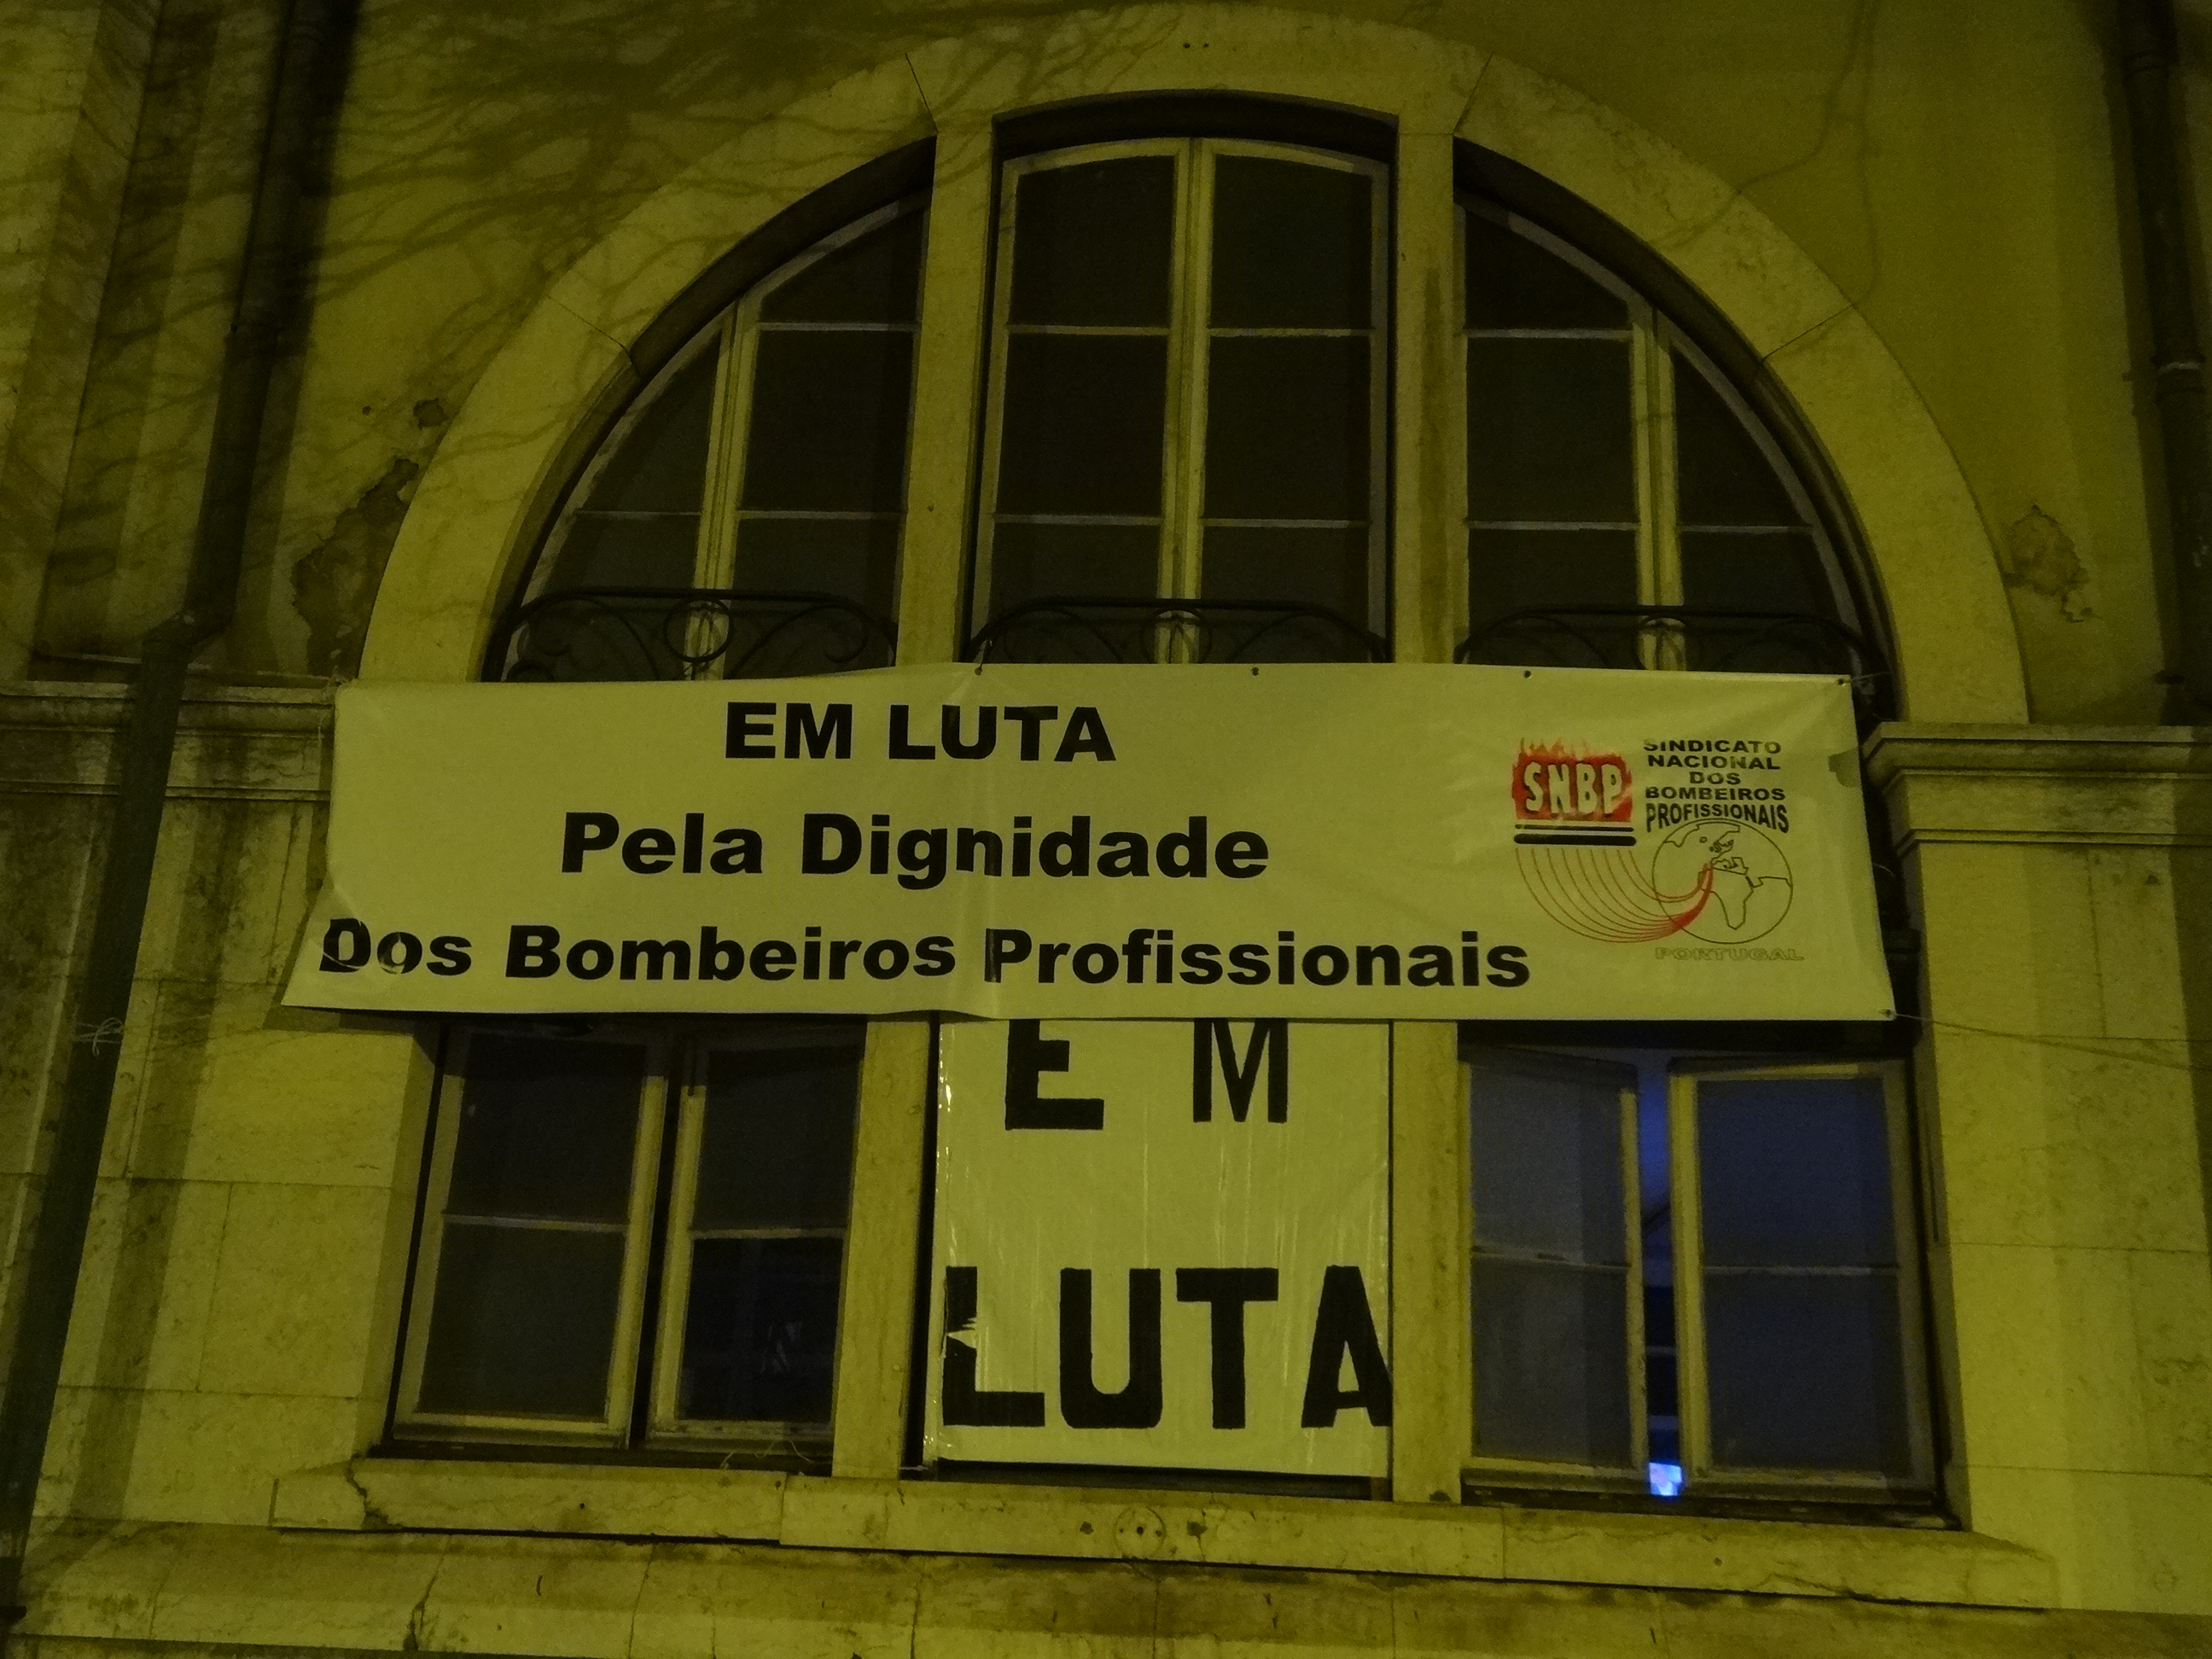 EM LUTA
Pela Dignidade
Dos Bombeiros Profissionais
SNBP
SINDICATO
NACIONAL
DOS
BOMBEIROS
PROFISSIONAIS
PORTUGAL
EM
LUTA